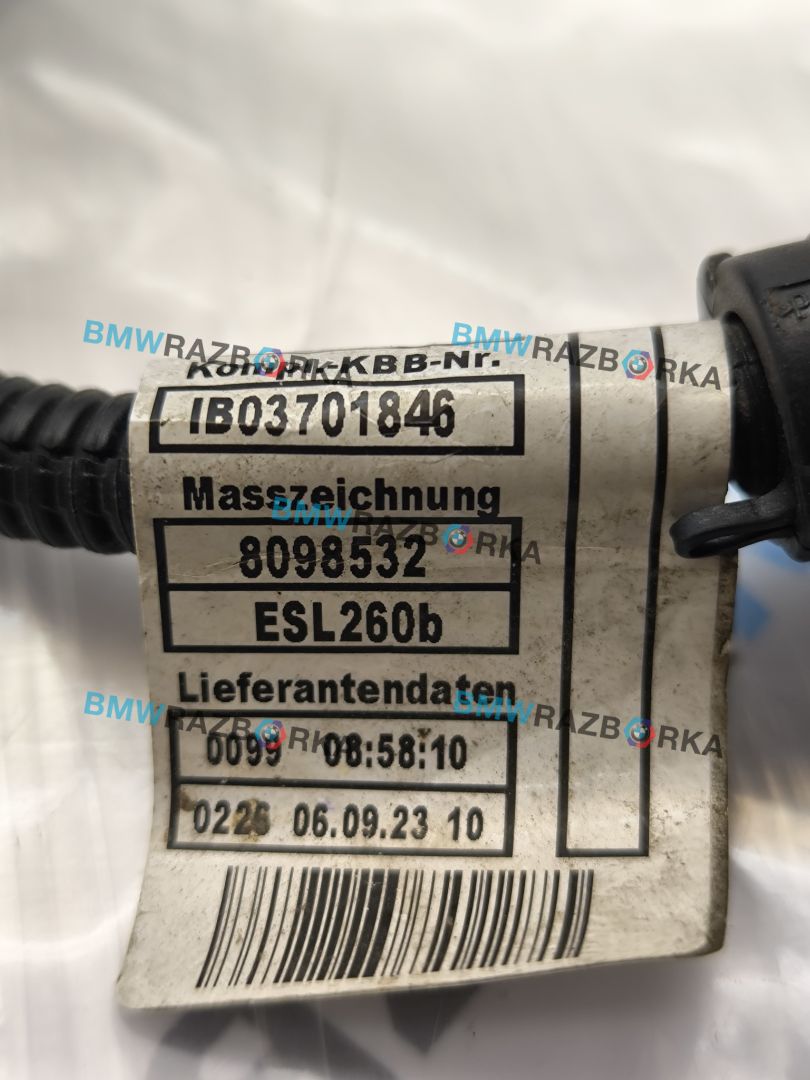 Kompl.-KBB-Nr.
IB03701846
Masszeichnung
8098532
ESL260b
Lieferantendaten
0099 08:58:10
0226 06.09.23 10
BMWRAZBORKA
BMWRAZBORKA
BMWRAZBORKA
BMWRAZBORKA
BMWRAZBORKA